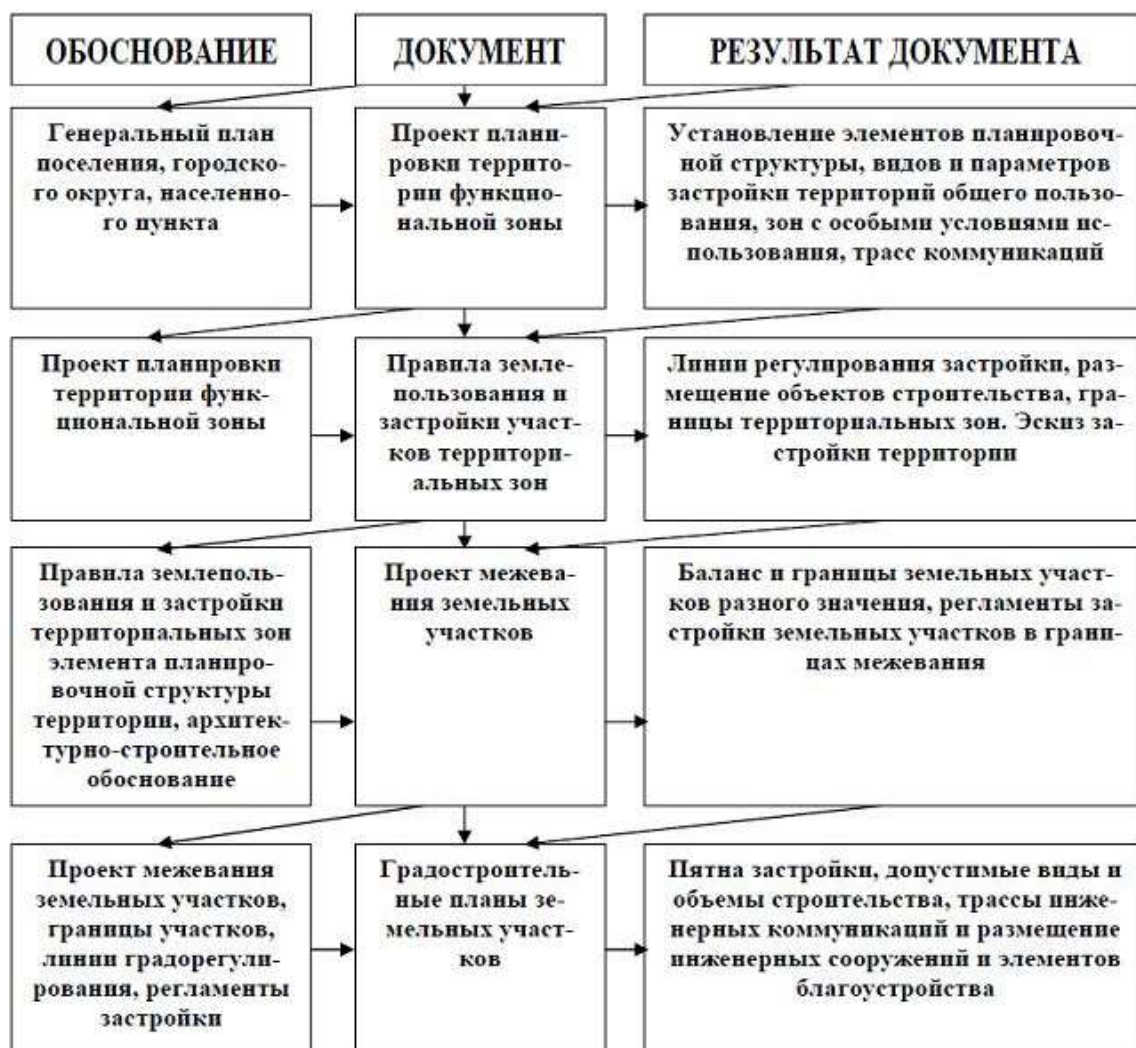 ОБОСНОВАНИЕ
ДОКУМЕНТ
РЕЗУЛЬТАТ ДОКУМЕНТА
Генеральный план
поселения, городско-
го округа, населенно-
го пункта
Проект плани-
ровки террито-
рии функцио-
нальной зоны
Установление элементов планировоч-
ной структуры, видов и параметров
застройки территорий общего пользо-
вания, зон с особыми условиями ис-
пользования, трасс коммуникаций
Проект планировки
территории функ-
циональной зоны
Правила земле-
пользования и
застройки участ-
ков территори-
альных зон
Линии регулирования застройки, раз-
мещение объектов строительства, гра-
ницы территориальных зон. Эскиз за-
стройки территории
Правила землеполь-
зования и застройки
территориальных зон
элемента планиро-
вочной структуры
территории, архитек-
турно-строительное
обоснование
Проект межева-
ния земельных
участков
Баланс и границы земельных участ-
ков разного значения, регламенты за-
стройки земельных участков в грани-
цах межевания
Проект межевания
земельных участков,
границы участков,
линии градорегули-
рования, регламенты
застройки
Градостроитель-
ные планы зе-
мельных участ-
ков
Пятна застройки, допустимые виды и
объемы строительства, трассы инже-
нерных коммуникаций и размещение
инженерных сооружений и элементов
благоустройства